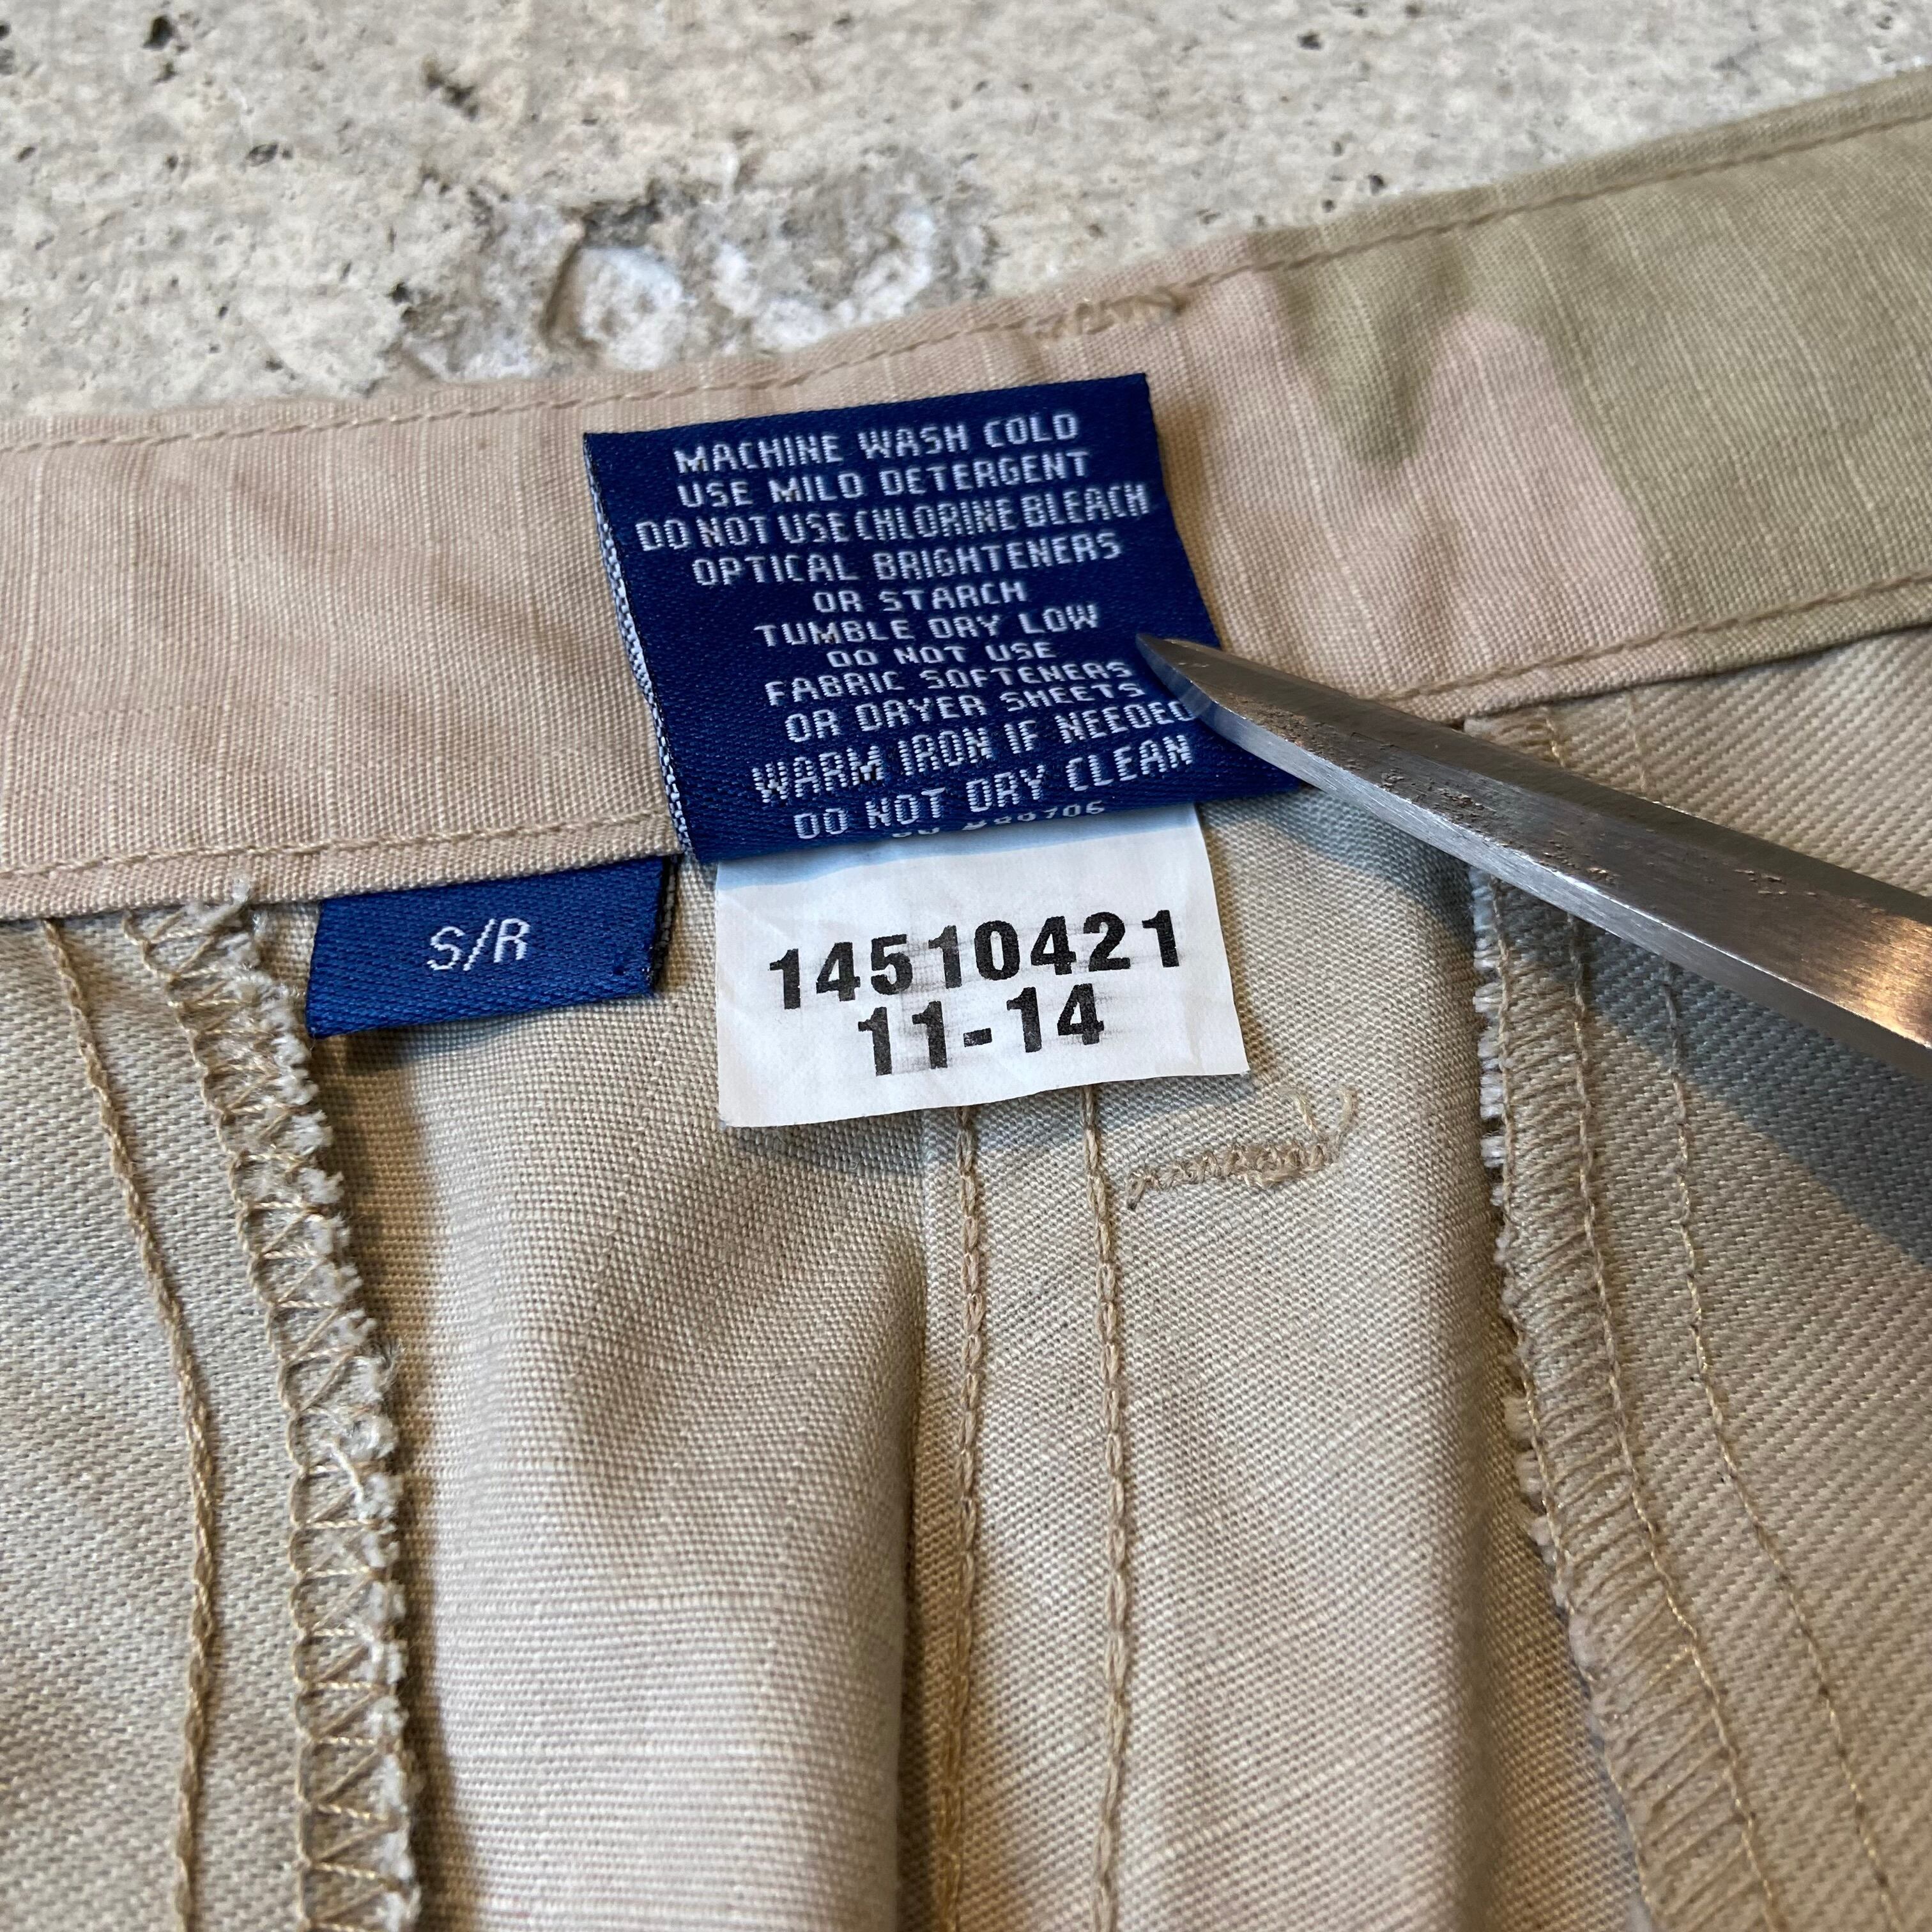 MACHINE WASH COLD
USE MILD DETERGENT
DO NOT USE CHLORINE BLEACH
OPTICAL BRIGHTENERS
OR STARCH
TUMBLE DRY LOW
DO NOT USE
FABRIC SOFTENERS
OR DRYER SHEETS
WARM IRON IF NEEDED
DO NOT DRY CLEAN
S/R
14510421
11-14